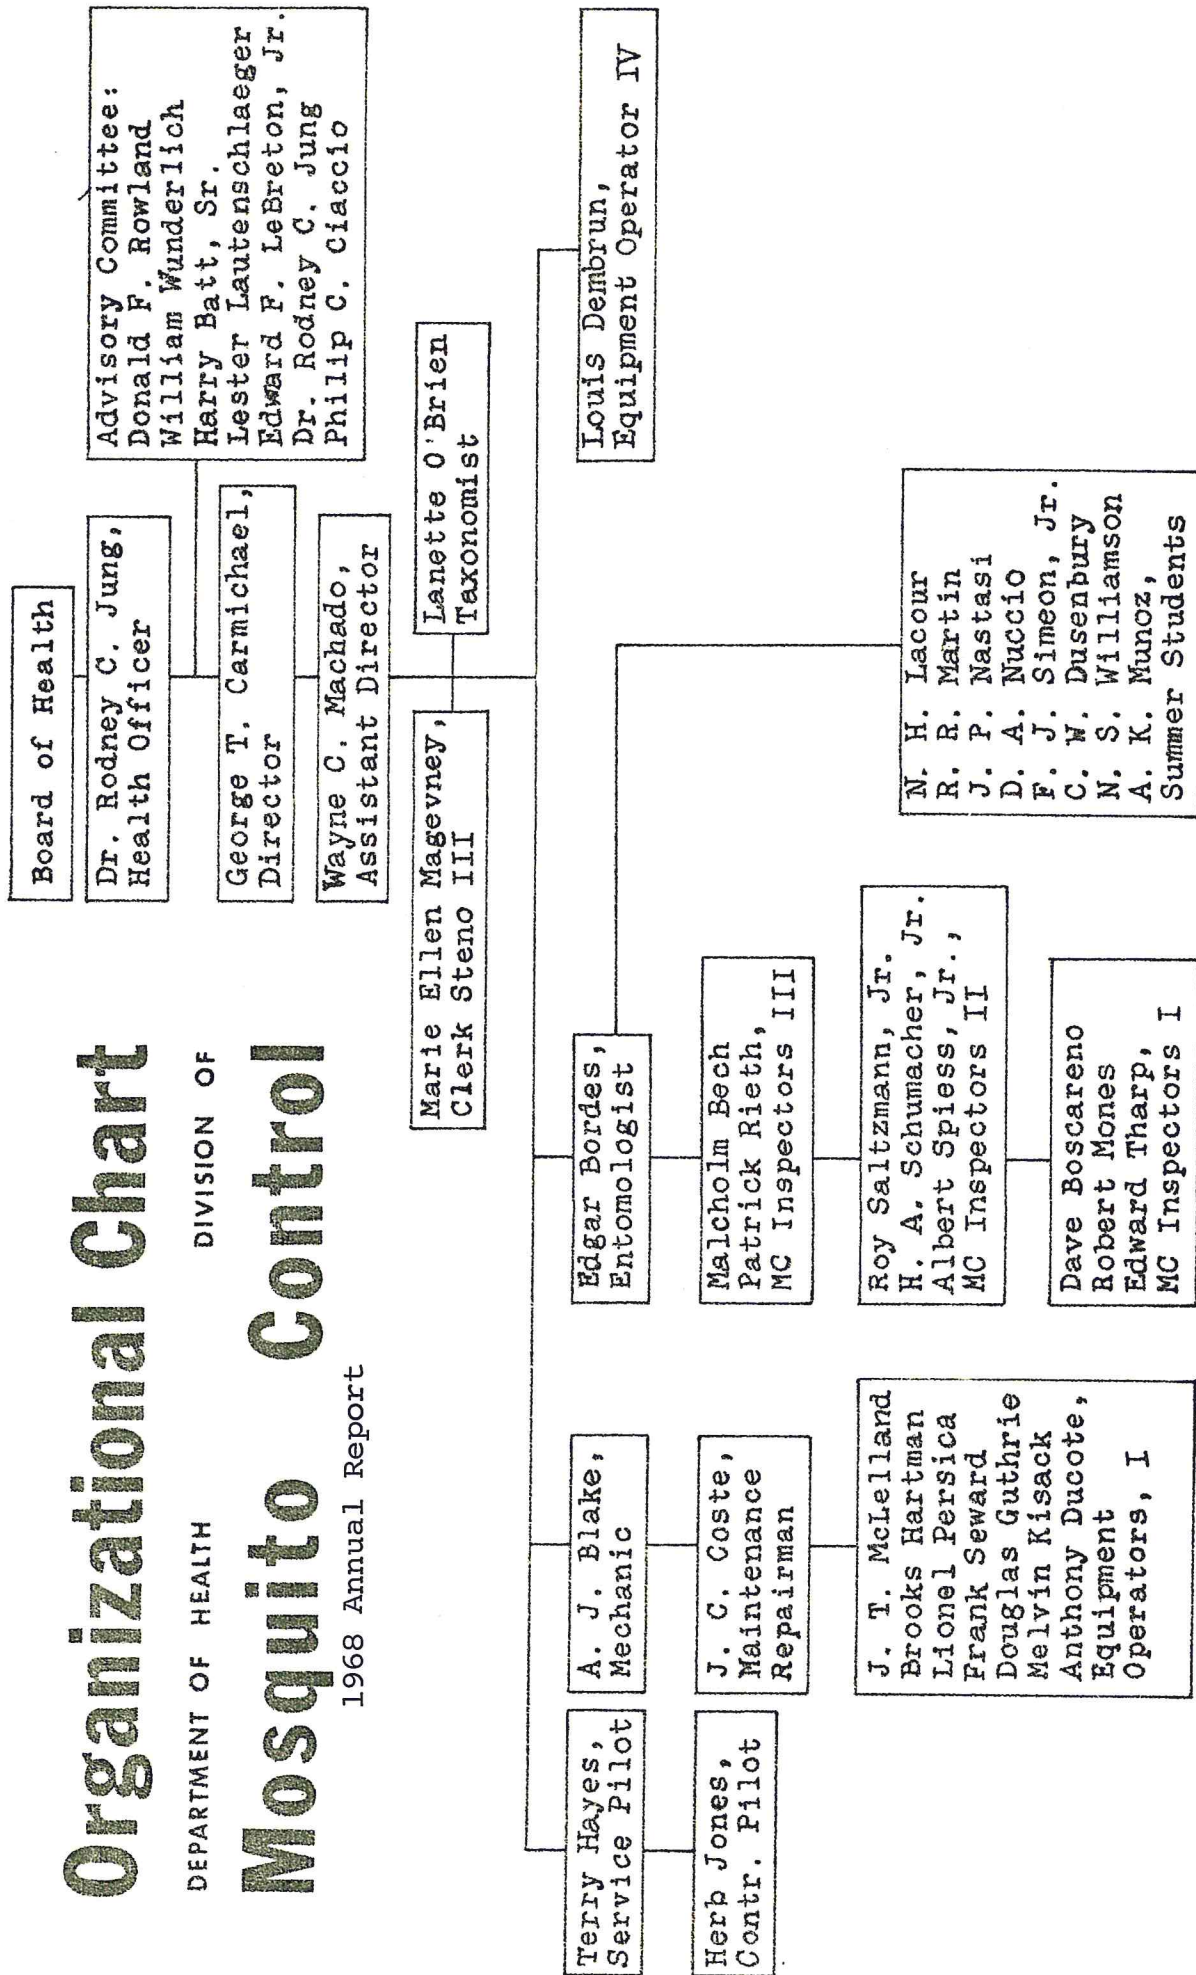 Organizational Chart
DEPARTMENT OF HEALTH DIVISION OF
Mosquito Control
1968 Annual Report
Board of Health
Dr. Rodney C. Jung,
Health Officer
Advisory Committee:
Donald F. Rowland
William Wunderlich
Harry Batt, Sr.
Lester Lautenschlaeger
Edward F. LeBreton, Jr.
Dr. Rodney C. Jung
Philip C. Ciaccio
George T. Carmichael,
Director
Wayne C. Machado,
Assistant Director
Marie Ellen Magevney,
Clerk Steno III
Lanette O'Brien
Taxonomist
Terry Hayes,
Service Pilot
Herb Jones,
Contr. Pilot
A. J. Blake,
Mechanic
J. C. Coste,
Maintenance
Repairman
J. T. McLelland
Brooks Hartman
Lionel Persica
Frank Seward
Douglas Guthrie
Melvin Kisack
Anthony Ducote,
Equipment
Operators, I
Edgar Bordes,
Entomologist
Malcholm Bech
Patrick Rieth,
MC Inspectors III
Roy Saltzmann, Jr.
H. A. Schumacher, Jr.
Albert Spiess, Jr.,
MC Inspectors II
Dave Boscareno
Robert Mones
Edward Tharp,
MC Inspectors I
N. H. Lacour
R. R. Martin
J. P. Nastasi
D. A. Nuccio
F. J. Simeon, Jr.
C. W. Dusenbury
N. S. Williamson
A. K. Munoz,
Summer Students
Louis Dembrun,
Equipment Operator IV